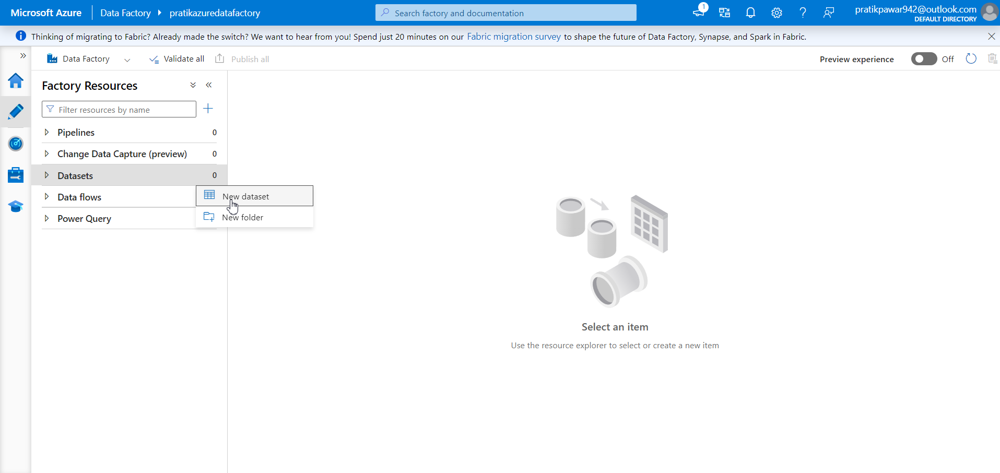 Microsoft Azure Data Factory pratikazuredatafactory Search factory and documentation 1 pratikpawar942@outlook.com
DEFAULT DIRECTORY
Thinking of migrating to Fabric? Already made the switch? We want to hear from you! Spend just 20 minutes on our Fabric migration survey to shape the future of Data Factory, Synapse, and Spark in Fabric.
Data Factory Validate all Publish all Preview experience Off
Factory Resources
Filter resources by name
Pipelines 0
Change Data Capture (preview) 0
Datasets 0
New dataset
Data flows
New folder
Power Query
Select an item
Use the resource explorer to select or create a new item